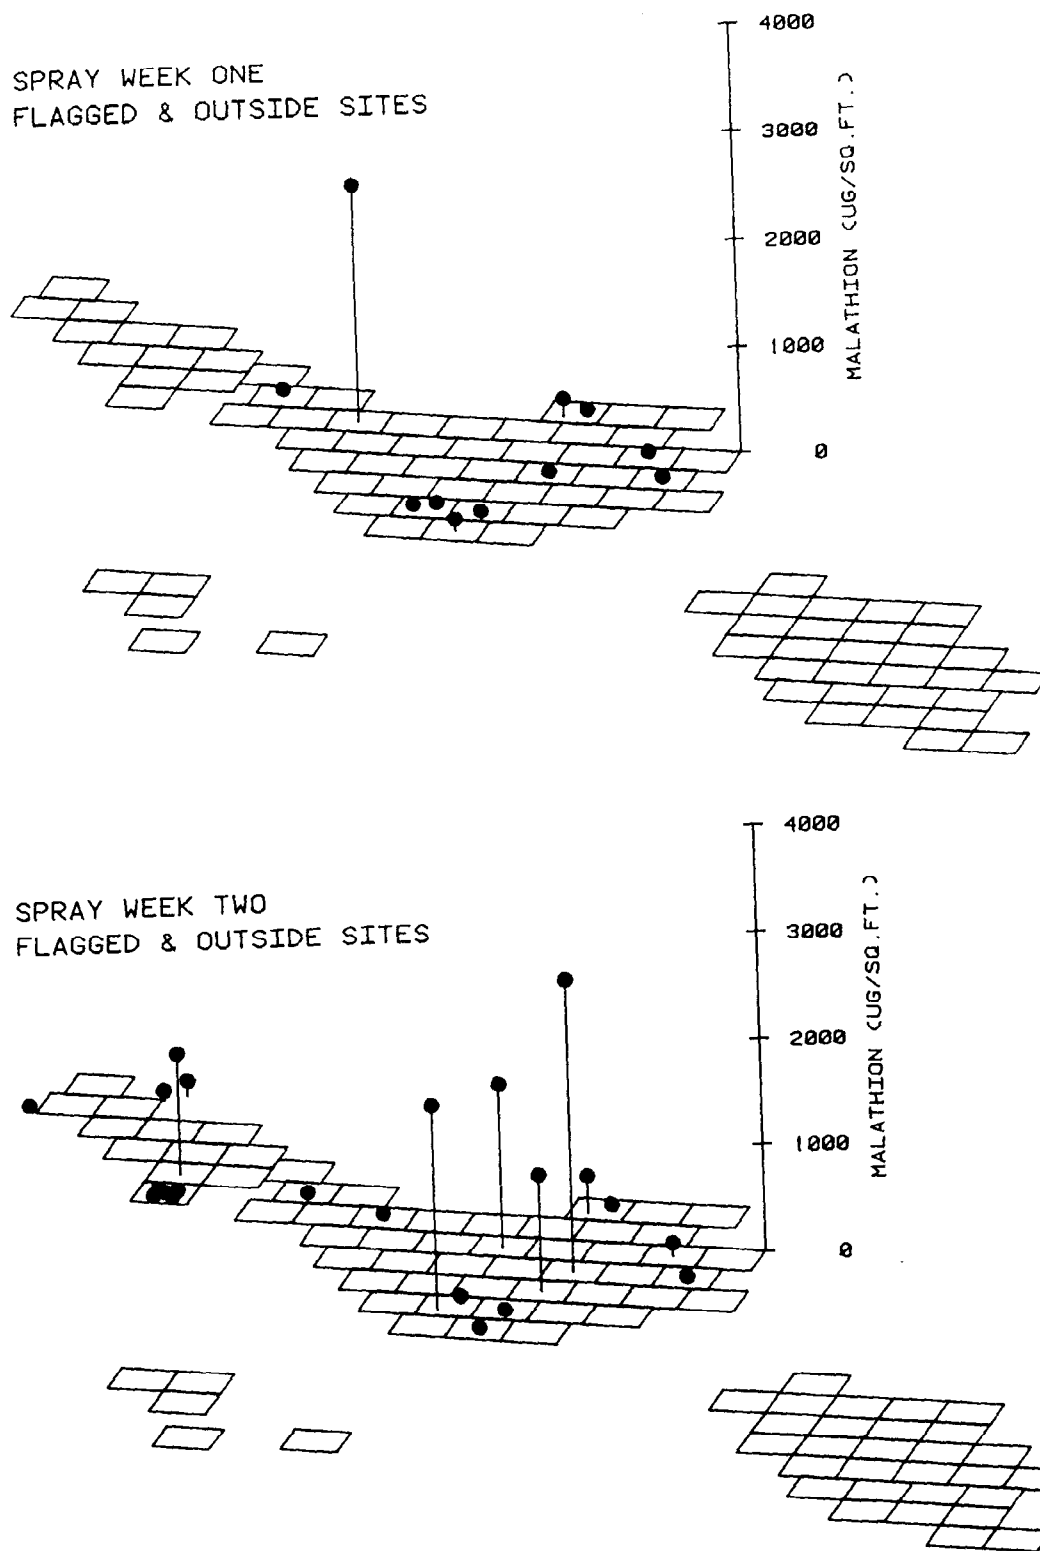 SPRAY WEEK ONE
FLAGGED & OUTSIDE SITES
4000
3000
2000
1000
0
MALATHION (UG/SQ.FT.)
SPRAY WEEK TWO
FLAGGED & OUTSIDE SITES
4000
3000
2000
1000
0
MALATHION (UG/SQ.FT.)